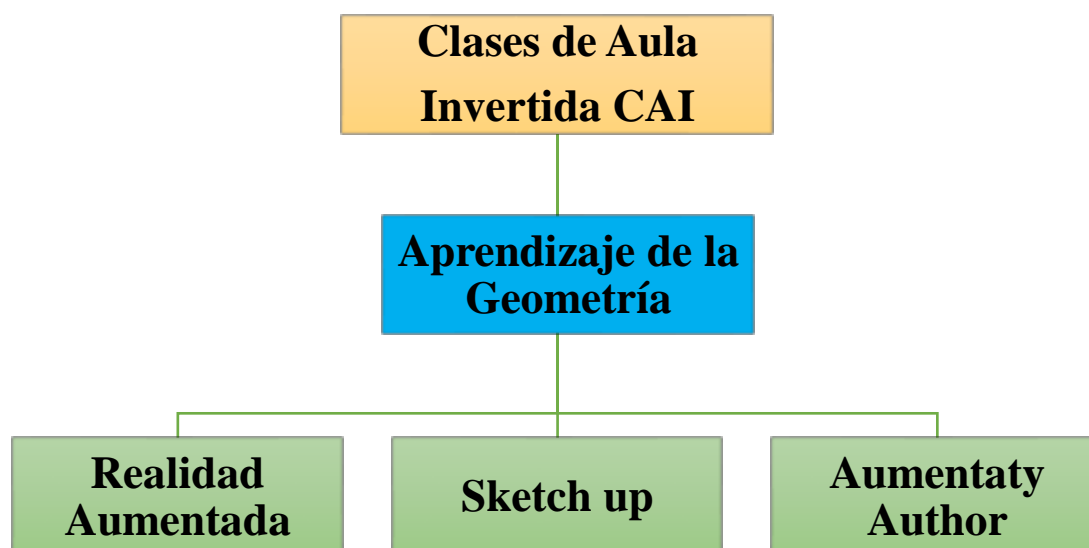 Clases de Aula
Invertida CAI
Aprendizaje de la
Geometría
Realidad
Aumentada
Sketch up
Aumentaty
Author